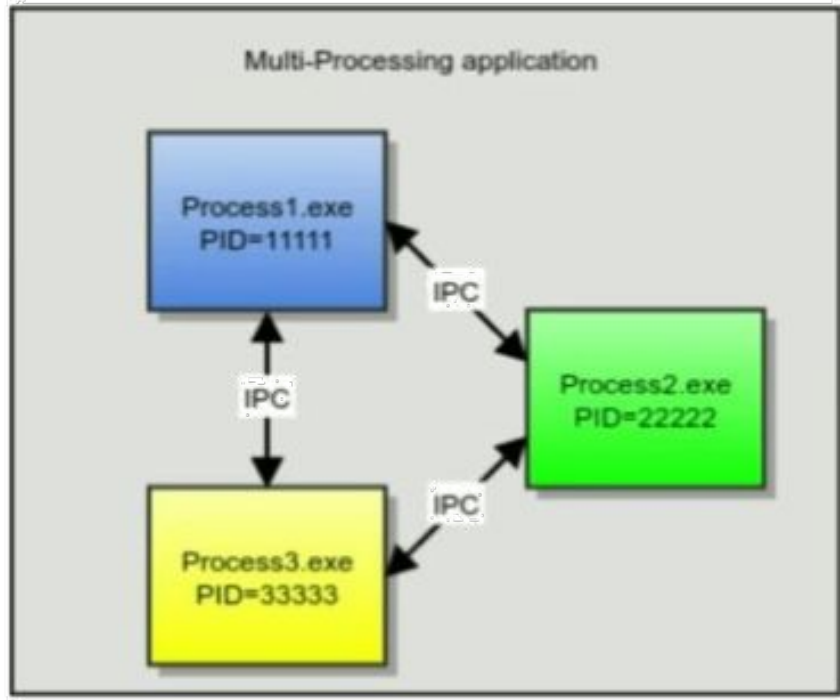 Multi-Processing application
Process1.exe
PID=11111
IPC
Process2.exe
PID=22222
IPC
IPC
Process3.exe
PID=33333